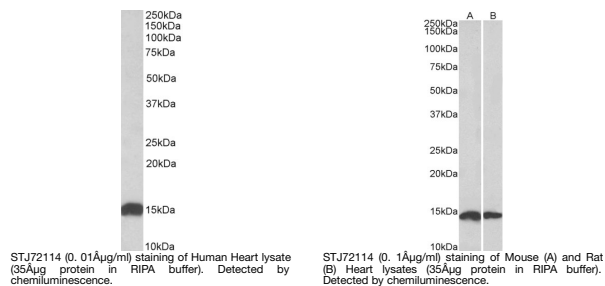 250kDa
150kDa
100kDa
75kDa
50kDa
37kDa
25kDa
20kDa
15kDa
10kDa
STJ72114 (0. 01Âµg/ml) staining of Human Heart lysate
(35Âµg protein in RIPA buffer). Detected by
chemiluminescence.
A B
250kDa
150kDa
100kDa
75kDa
50kDa
37kDa
25kDa
20kDa
15kDa
10kDa
STJ72114 (0. 1Âµg/ml) staining of Mouse (A) and Rat
(B) Heart lysates (35Âµg protein in RIPA buffer).
Detected by chemiluminescence.